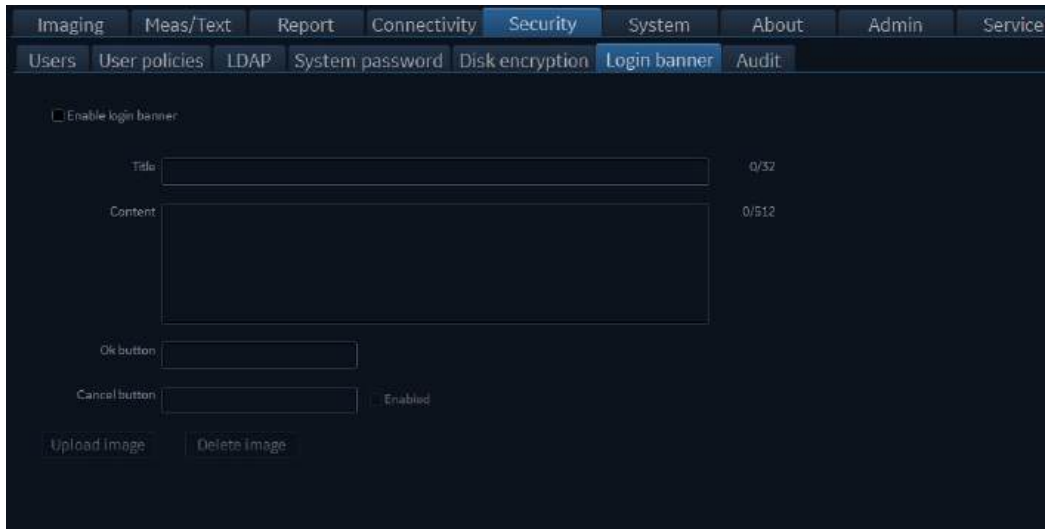 Imaging Meas/Text Report Connectivity Security System About Admin Service
Users User policies LDAP System password Disk encryption Login banner Audit
Enable login banner
Title 0/32
Content 0/512
Ok button
Cancel button Enabled
Upload image Delete image